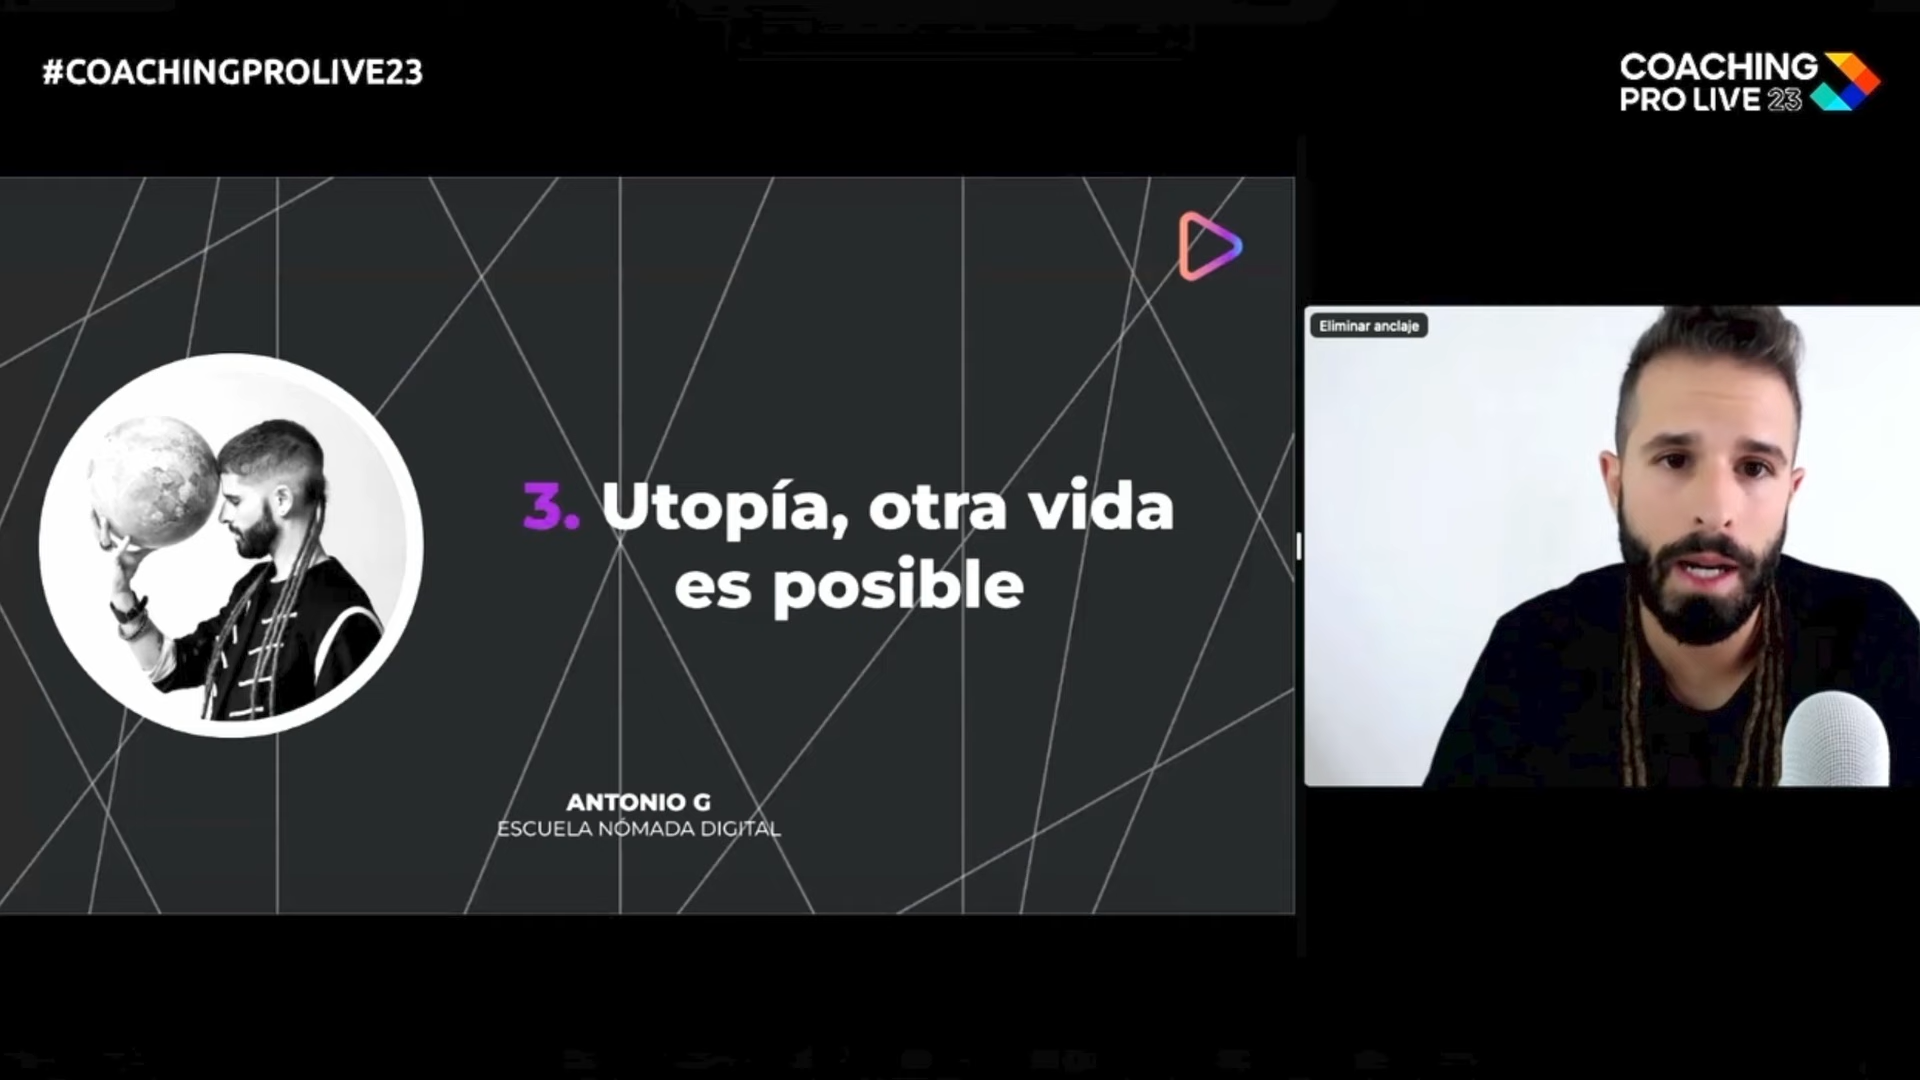 #COACHINGPROLIVE23
COACHING
PRO LIVE 23
Eliminar anclaje
3. Utopía, otra vida
es posible
ANTONIO G
ESCUELA NÓMADA DIGITAL